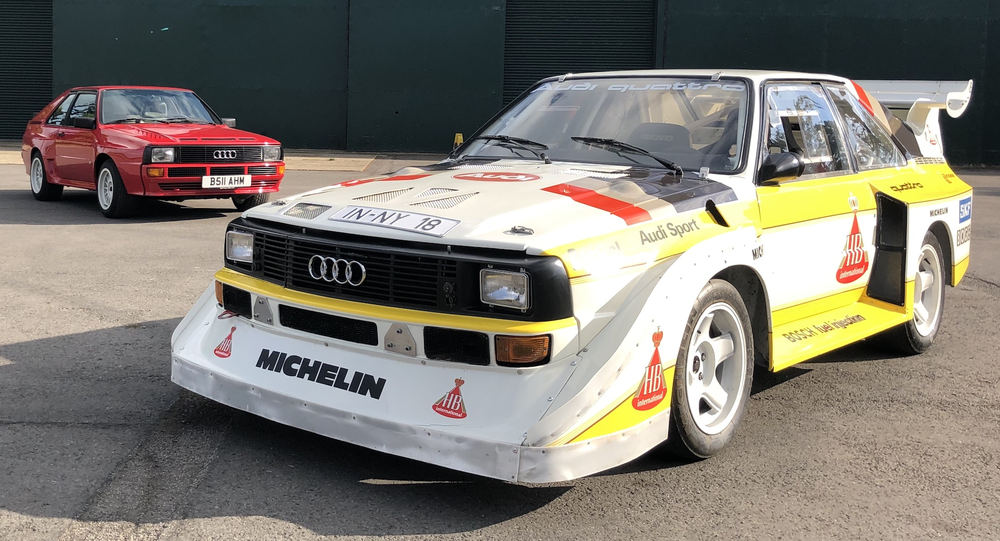 Audi quattro
RECARO
Audi
B511 AHM
IN-NY 18
Audi Sport
quattro
MICHELIN
SKF
BOGE
HB
international
BOSCH fuel injection
HB
international
MICHELIN
HB
international
HB
international